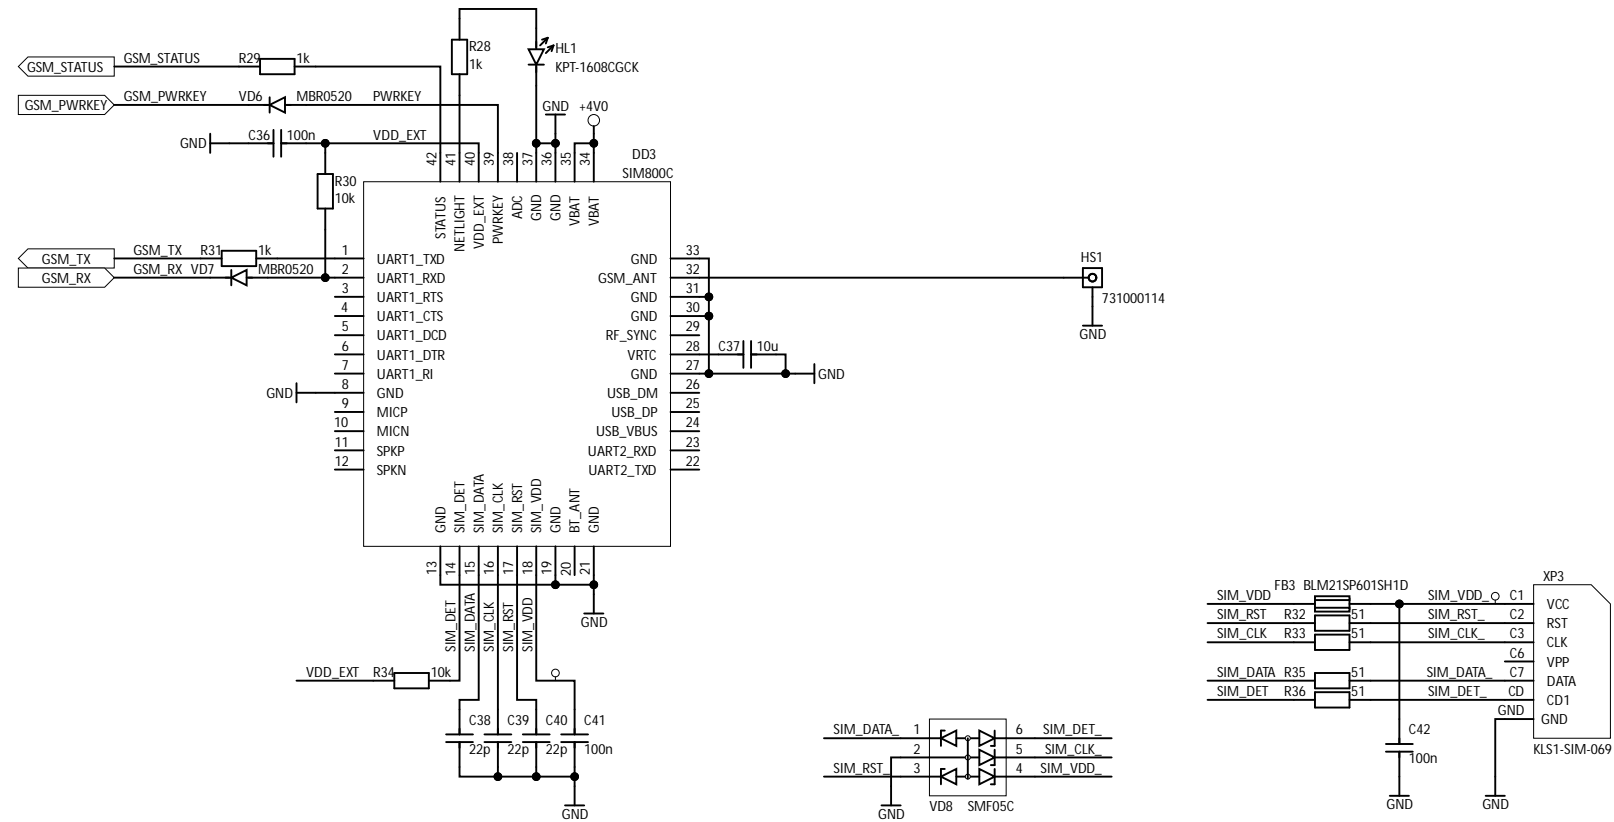 GSM_STATUS
GSM_STATUS R29 1k
R28
1k
HL1
KPT-1608CGCK
GSM_PWRKEY
GSM_PWRKEY VD6 MBR0520 PWRKEY
GND +4V0
GND C36 100n VDD_EXT
42 41 40 39 38 37 36 35 34
DD3
SIM800C
R30
10k
STATUS NETLIGHT VDD_EXT PWRKEY ADC GND GND VBAT VBAT
GSM_TX
GSM_TX R31 1k
GSM_RX
GSM_RX VD7 MBR0520
1 UART1_TXD
2 UART1_RXD
3 UART1_RTS
4 UART1_CTS
5 UART1_DCD
6 UART1_DTR
7 UART1_RI
GND 8 GND
9 MICP
10 MICN
11 SPKP
12 SPKN
GND 33
GSM_ANT 32
GND 31
GND 30
RF_SYNC 29
VRTC 28 C37 10u
GND 27 GND
USB_DM 26
USB_DP 25
USB_VBUS 24
UART2_RXD 23
UART2_TXD 22
HS1
731000114
GND
GND SIM_DET SIM_DATA SIM_CLK SIM_RST SIM_VDD GND BT_ANT GND
13 14 15 16 17 18 19 20 21
SIM_DET SIM_DATA SIM_CLK SIM_RST SIM_VDD
GND
VDD_EXT R34 10k
C38 C39 C40 C41
22p 22p 22p 100n
GND
SIM_DATA_ 1 6 SIM_DET_
2 5 SIM_CLK_
SIM_RST_ 3 4 SIM_VDD_
GND VD8 SMF05C
XP3
FB3 BLM21SP601SH1D
SIM_VDD SIM_VDD_ C1 VCC
SIM_RST R32 51 SIM_RST_ C2 RST
SIM_CLK R33 51 SIM_CLK_ C3 CLK
C6 VPP
SIM_DATA R35 51 SIM_DATA_ C7 DATA
SIM_DET R36 51 SIM_DET_ CD CD1
GND GND
C42
100n
KLS1-SIM-069
GND GND